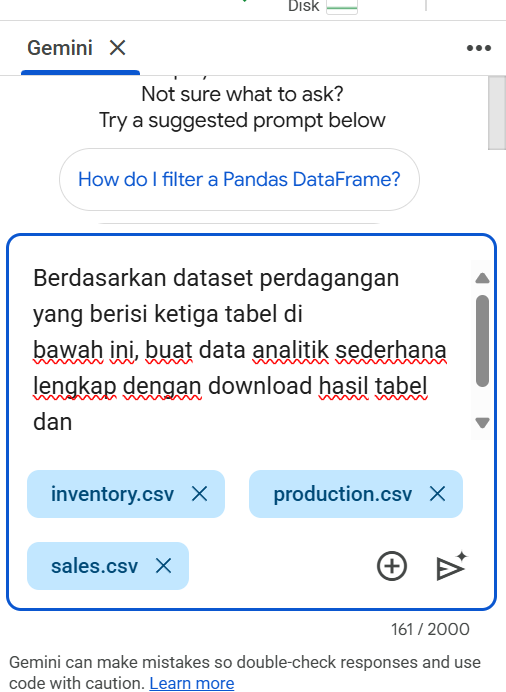 Disk
Gemini
Not sure what to ask?
Try a suggested prompt below
How do I filter a Pandas DataFrame?
Berdasarkan dataset perdagangan
yang berisi ketiga tabel di
bawah ini, buat data analitik sederhana
lengkap dengan download hasil tabel
dan
inventory.csv
production.csv
sales.csv
161 / 2000
Gemini can make mistakes so double-check responses and use
code with caution. Learn more